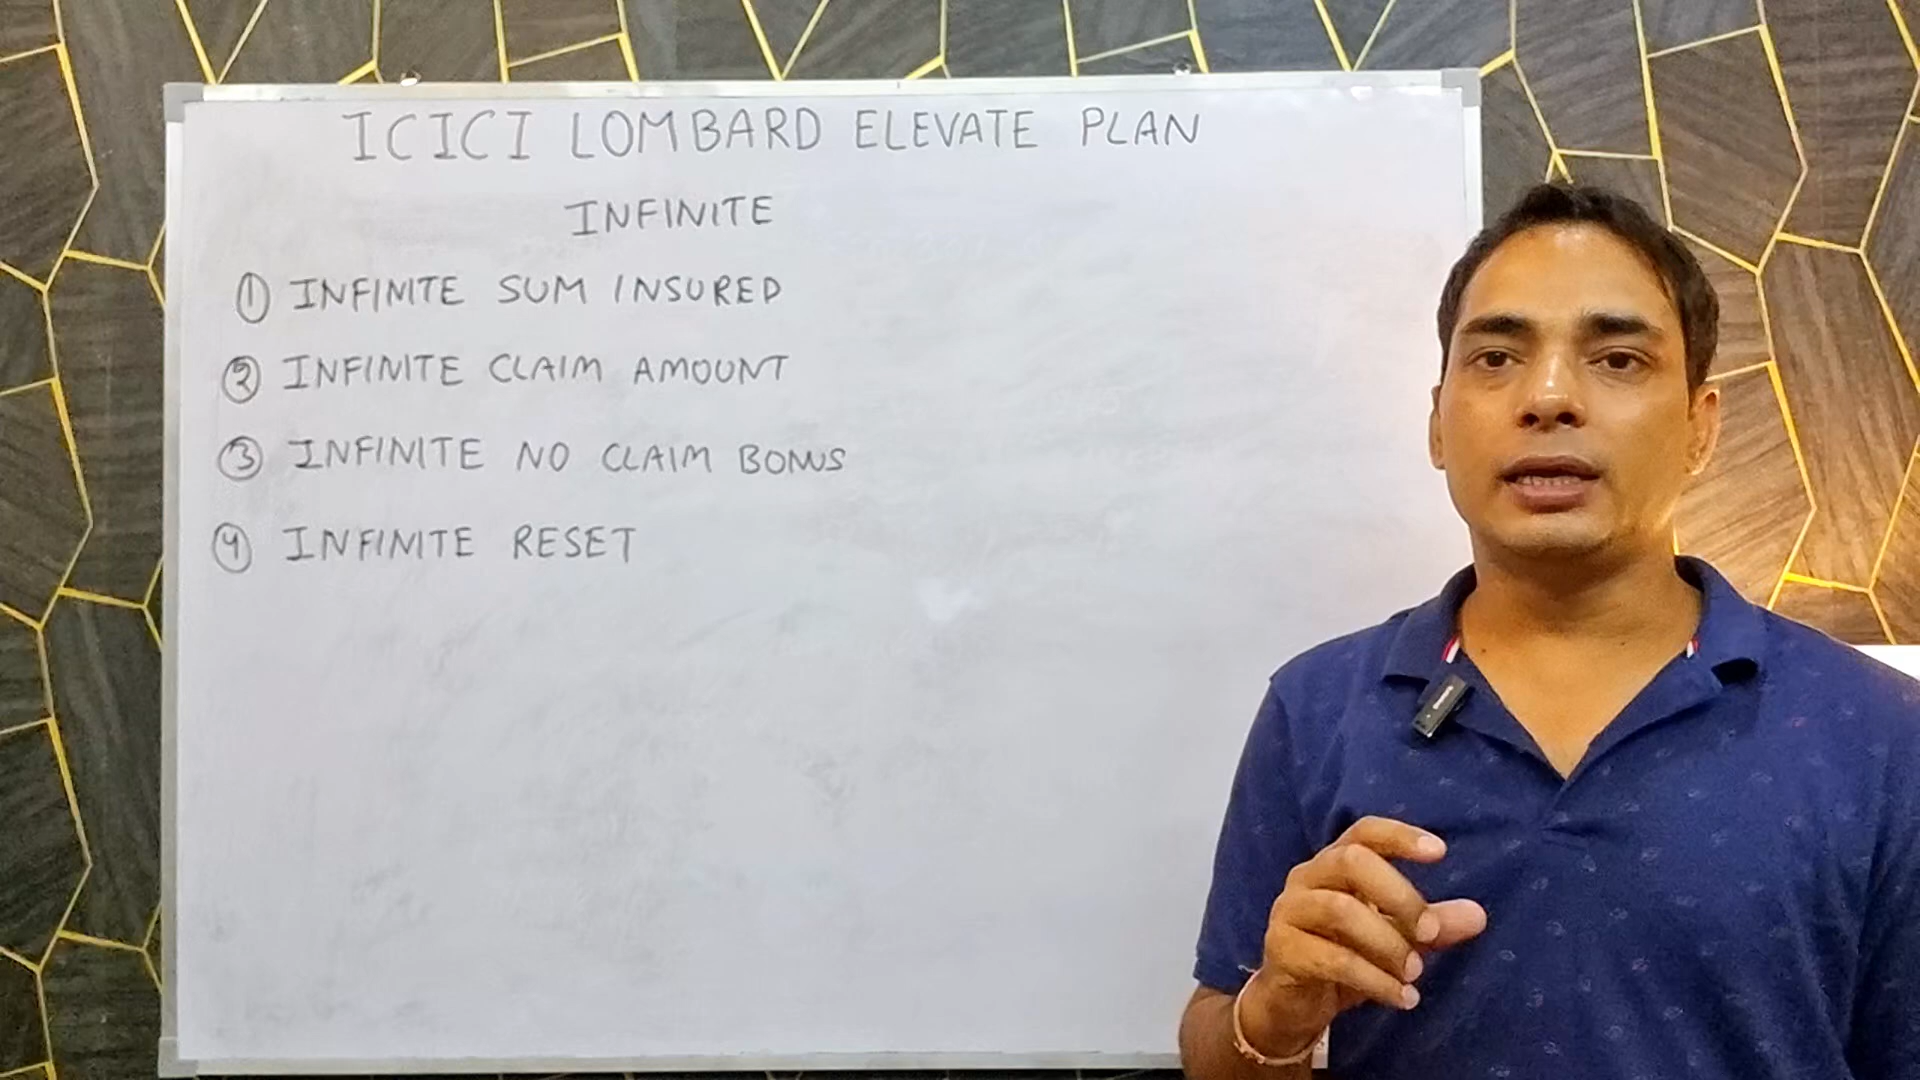 ICICI LOMBARD ELEVATE PLAN
INFINITE
① INFINITE SUM INSURED
② INFINITE CLAIM AMOUNT
③ INFINITE NO CLAIM BONUS
④ INFINITE RESET